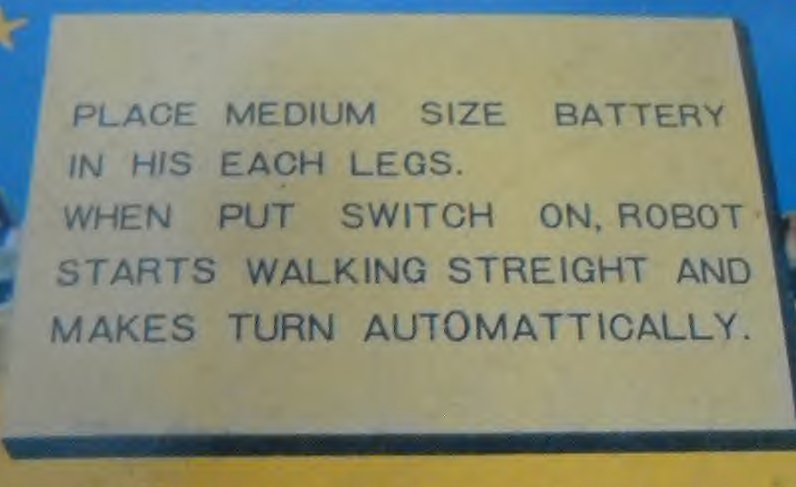 PLACE MEDIUM SIZE BATTERY
IN HIS EACH LEGS.
WHEN PUT SWITCH ON, ROBOT
STARTS WALKING STREIGHT AND
MAKES TURN AUTOMATTICALLY.